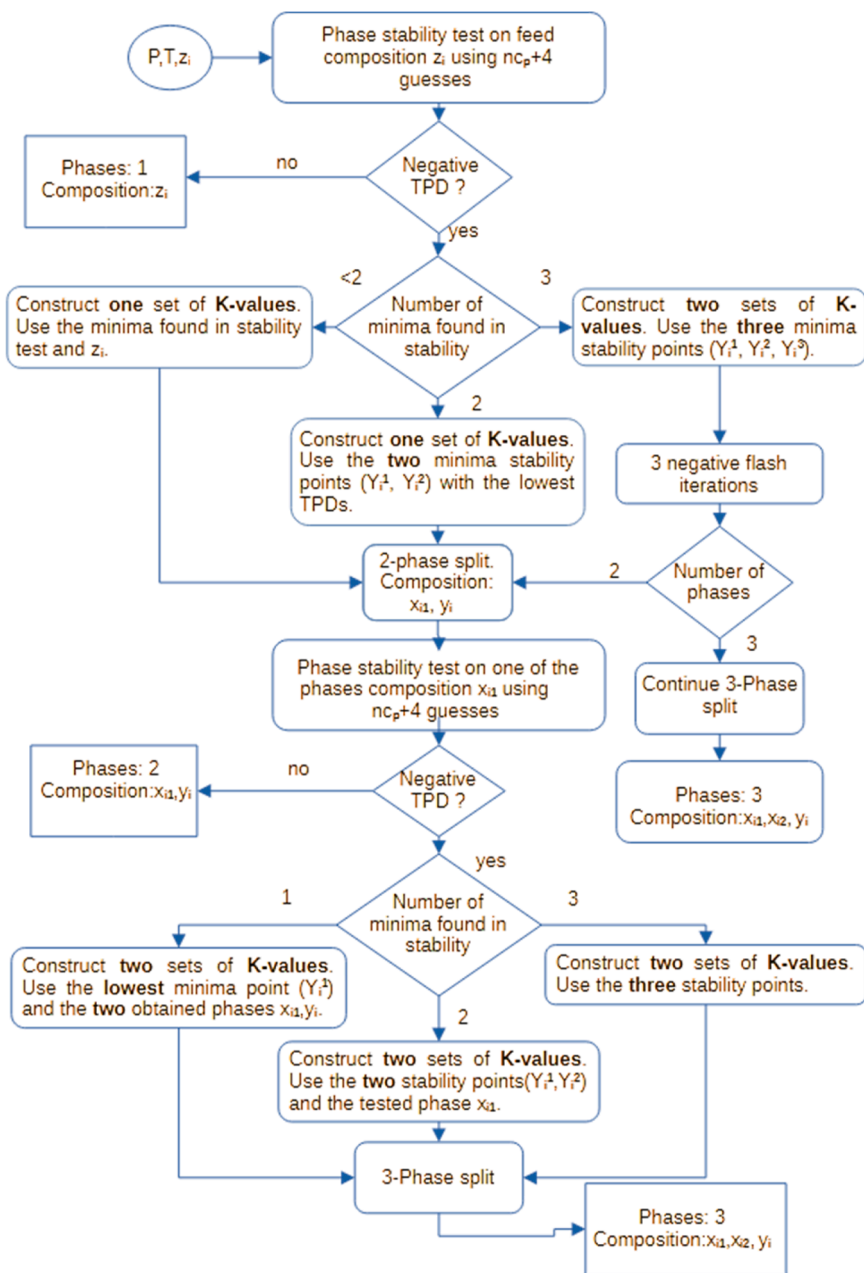 P,T,zᵢ
Phase stability test on feed
composition zᵢ using ncₚ+4
guesses
Negative
TPD ?
no
Phases: 1
Composition:zᵢ
yes
<2
3
Number of
minima found in
stability
Construct one set of K-values.
Use the minima found in stability
test and zᵢ.
Construct two sets of K-
values. Use the three minima
stability points (Yᵢ¹, Yᵢ², Yᵢ³).
2
Construct one set of K-values.
Use the two minima stability
points (Yᵢ¹, Yᵢ²) with the lowest
TPDs.
3 negative flash
iterations
2-phase split.
Composition:
xᵢ₁, yᵢ
2
Number of
phases
3
Phase stability test on one of the
phases composition xᵢ₁ using
ncₚ+4 guesses
Continue 3-Phase
split
Phases: 2
Composition:xᵢ₁,yᵢ
no
Negative
TPD ?
Phases: 3
Composition:xᵢ₁,xᵢ₂, yᵢ
yes
1
3
Number of
minima found in
stability
Construct two sets of K-values.
Use the lowest minima point (Yᵢ¹)
and the two obtained phases xᵢ₁,yᵢ.
Construct two sets of K-values.
Use the three stability points.
2
Construct two sets of K-values.
Use the two stability points(Yᵢ¹,Yᵢ²)
and the tested phase xᵢ₁.
3-Phase split
Phases: 3
Composition:xᵢ₁,xᵢ₂, yᵢ